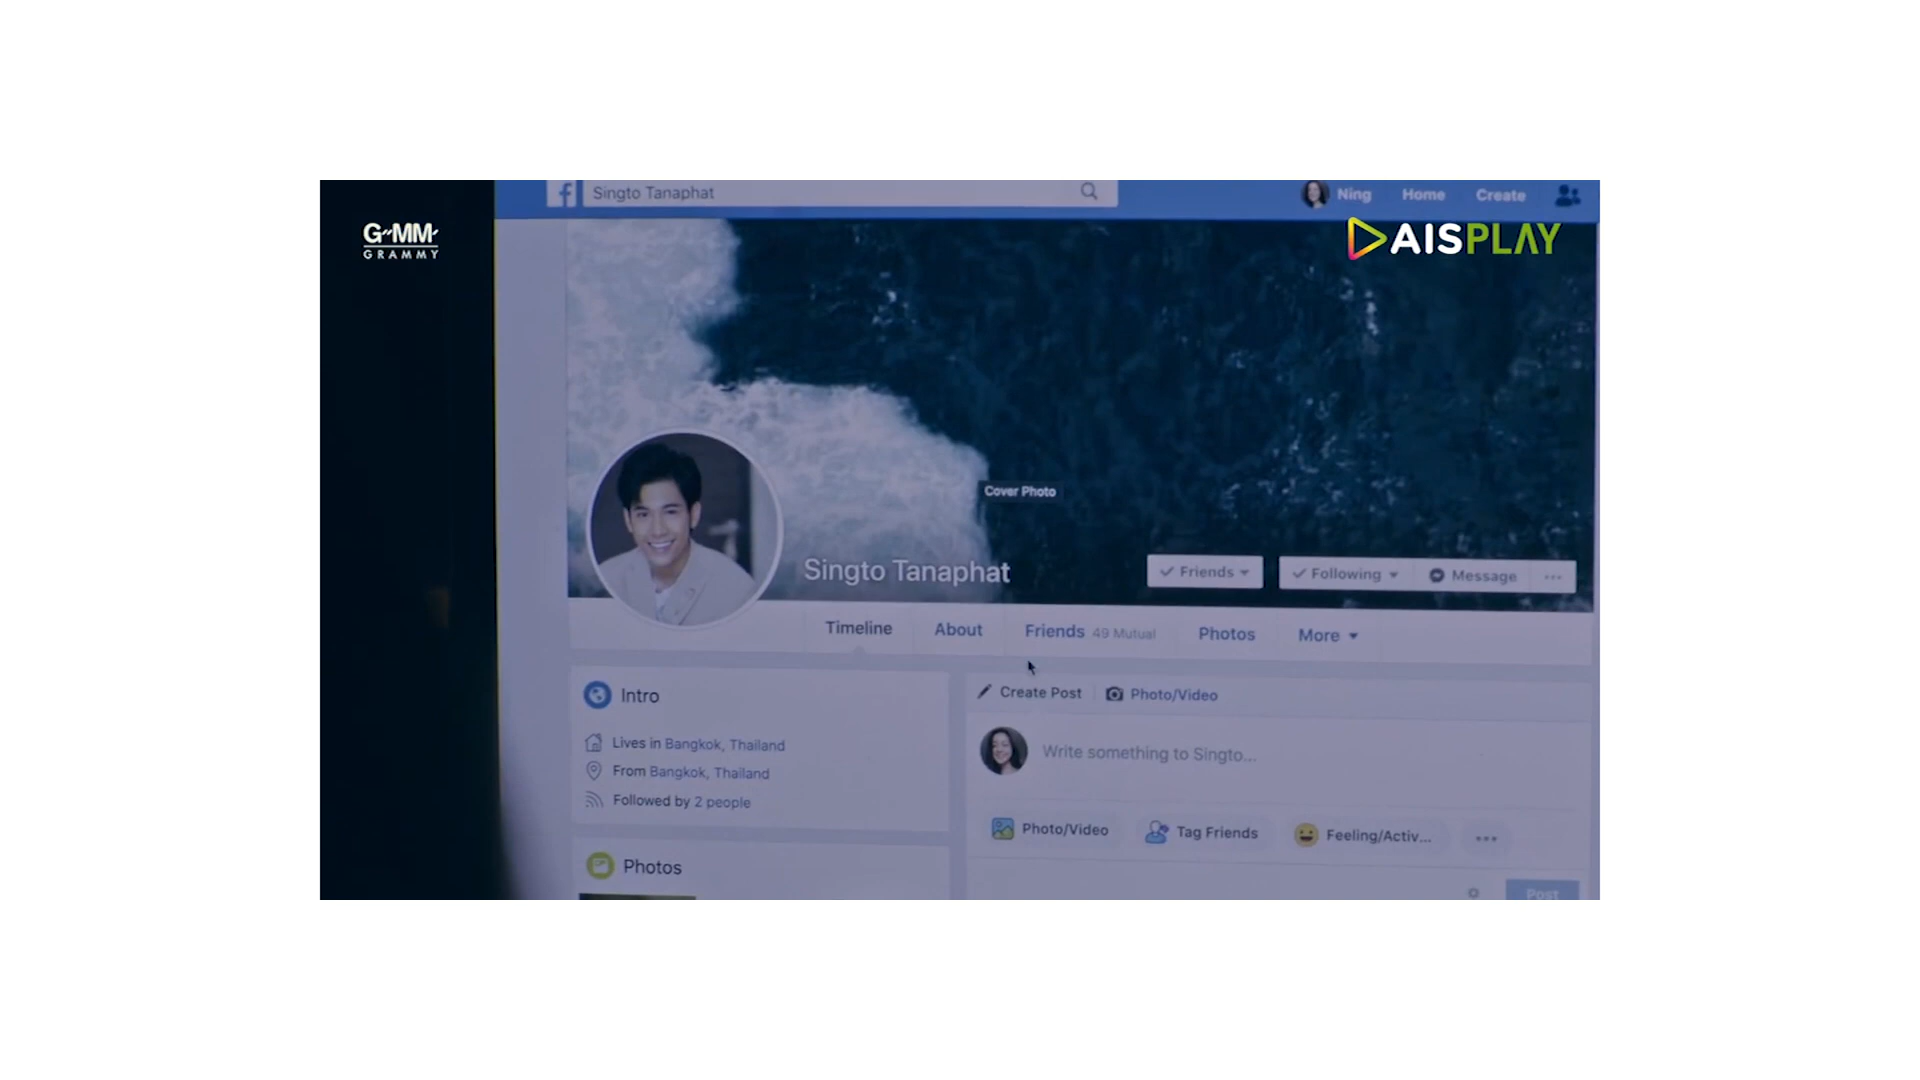 Singto Tanaphat
Ning Home Create
G MM
GRAMMY
AISPLAY
Cover Photo
Singto Tanaphat
Friends Following Message ...
Timeline About Friends 49 Mutual Photos More
Intro
Lives in Bangkok, Thailand
From Bangkok, Thailand
Followed by 2 people
Photos
Create Post Photo/Video
Write something to Singto...
Photo/Video Tag Friends Feeling/Activ... ...
Post